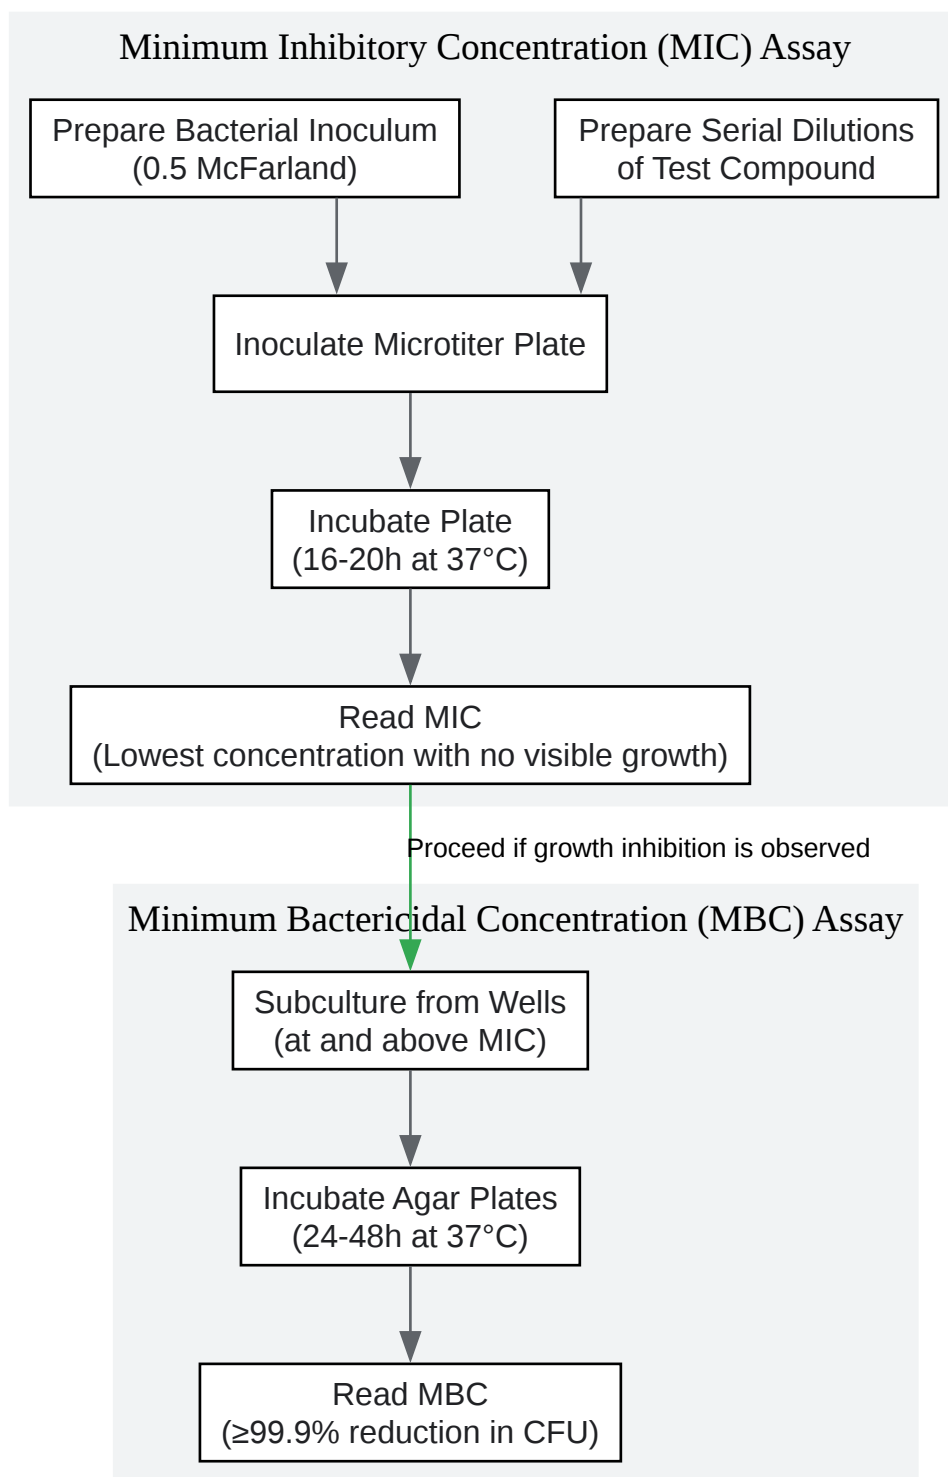 Minimum Inhibitory Concentration (MIC) Assay
Prepare Bacterial Inoculum
(0.5 McFarland)
Prepare Serial Dilutions
of Test Compound
Inoculate Microtiter Plate
Incubate Plate
(16-20h at 37°C)
Read MIC
(Lowest concentration with no visible growth)
Proceed if growth inhibition is observed
Minimum Bactericidal Concentration (MBC) Assay
Subculture from Wells
(at and above MIC)
Incubate Agar Plates
(24-48h at 37°C)
Read MBC
(≥99.9% reduction in CFU)